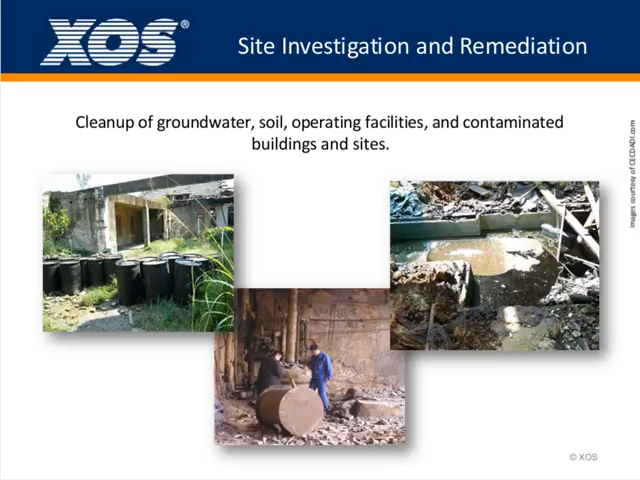 XOS®
Site Investigation and Remediation
Cleanup of groundwater, soil, operating facilities, and contaminated
buildings and sites.
Images courtesy of CECDADI.com
© XOS